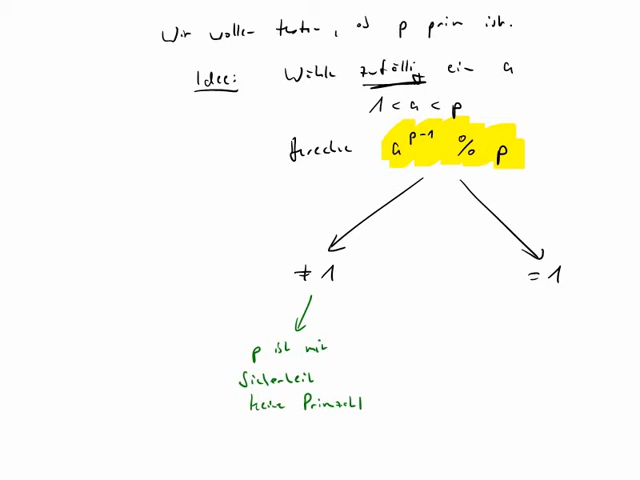 Wir wollen testen, ob p prim ist.
Idee: Wähle zufällig ein a
1 < a < p
Berechne a^(p-1) % p
≠ 1 = 1
p ist mit
Sicherheit
keine Primzahl